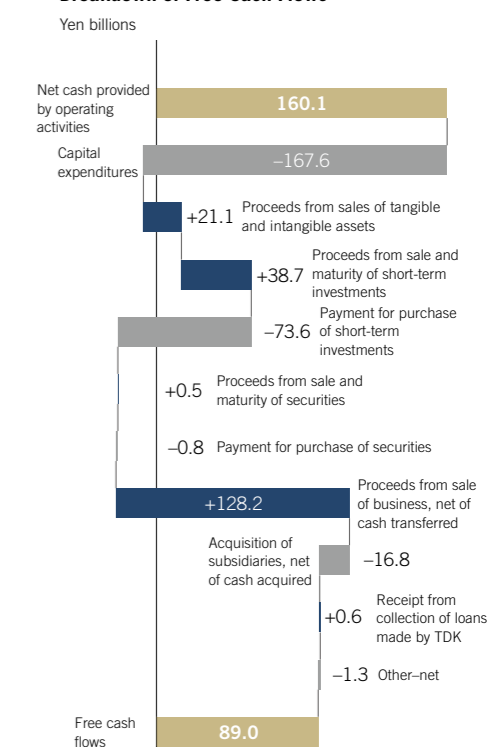 Yen billions
Net cash provided
by operating
activities
160.1
Capital
expenditures
–167.6
+21.1
Proceeds from sales of tangible
and intangible assets
+38.7
Proceeds from sale and
maturity of short-term
investments
–73.6
Payment for purchase
of short-term
investments
+0.5
Proceeds from sale and
maturity of securities
–0.8
Payment for purchase of securities
+128.2
Proceeds from sale
of business, net of
cash transferred
Acquisition of
subsidiaries, net
of cash acquired
–16.8
+0.6
Receipt from
collection of loans
made by TDK
–1.3
Other–net
Free cash
flows
89.0